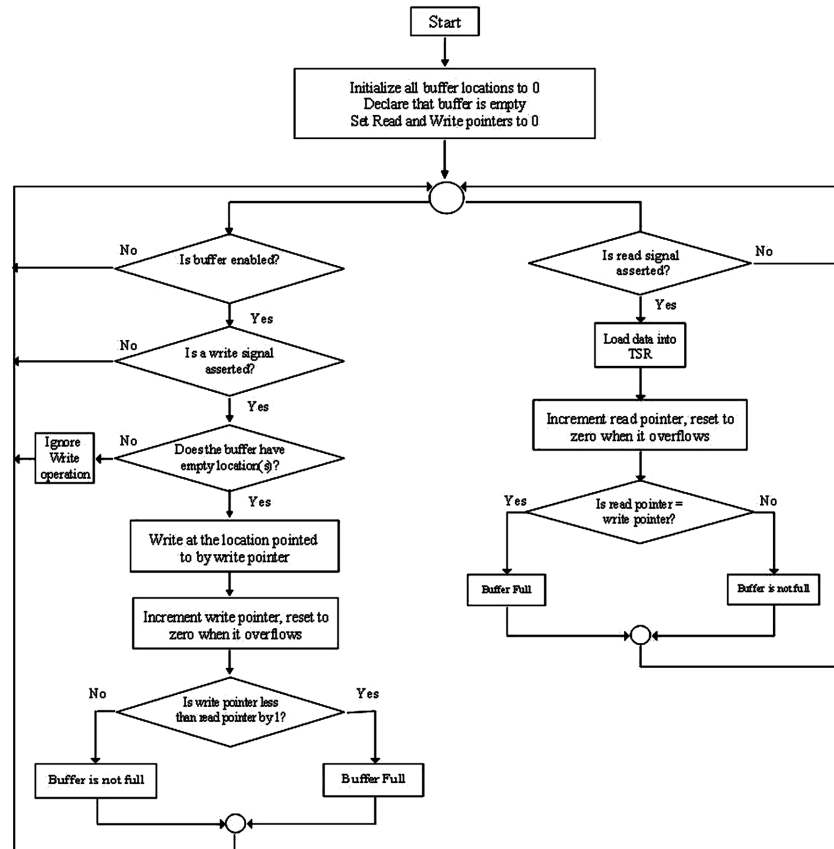 Start
Initialize all buffer locations to 0
Declare that buffer is empty
Set Read and Write pointers to 0
No
Is buffer enabled?
Yes
No
Is a write signal
asserted?
Yes
Ignore
Write
operation
No
Does the buffer have
empty location(s)?
Yes
Write at the location pointed
to by write pointer
Increment write pointer, reset to
zero when it overflows
No
Is write pointer less
than read pointer by 1?
Yes
Buffer is not full
Buffer Full
Is read signal
asserted?
No
Yes
Load data into
TSR
Increment read pointer, reset to
zero when it overflows
Yes
Is read pointer =
write pointer?
No
Buffer Full
Buffer is not full